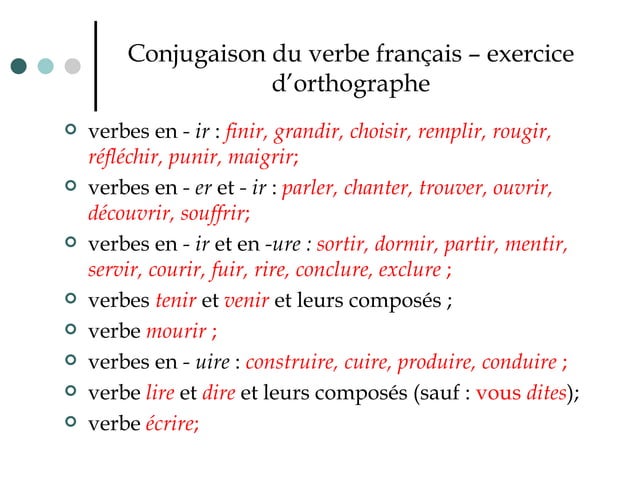 Conjugaison du verbe français – exercice
d’orthographe
verbes en - ir : finir, grandir, choisir, remplir, rougir,
réfléchir, punir, maigrir;
verbes en - er et - ir : parler, chanter, trouver, ouvrir,
découvrir, souffrir;
verbes en - ir et en -ure : sortir, dormir, partir, mentir,
servir, courir, fuir, rire, conclure, exclure ;
verbes tenir et venir et leurs composés ;
verbe mourir ;
verbes en - uire : construire, cuire, produire, conduire ;
verbe lire et dire et leurs composés (sauf : vous dites);
verbe écrire;